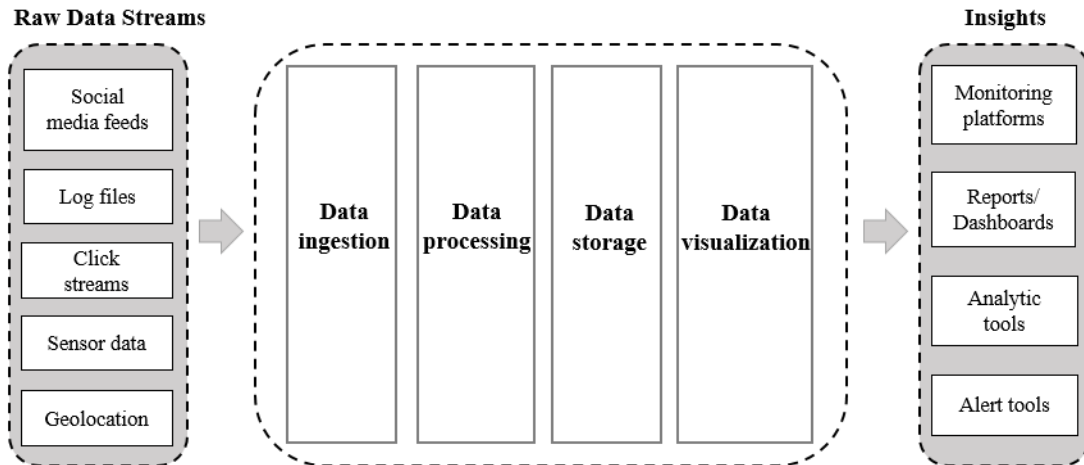 Raw Data Streams
Social
media feeds
Log files
Click
streams
Sensor data
Geolocation
Data
ingestion
Data
processing
Data
storage
Data
visualization
Insights
Monitoring
platforms
Reports/
Dashboards
Analytic
tools
Alert tools